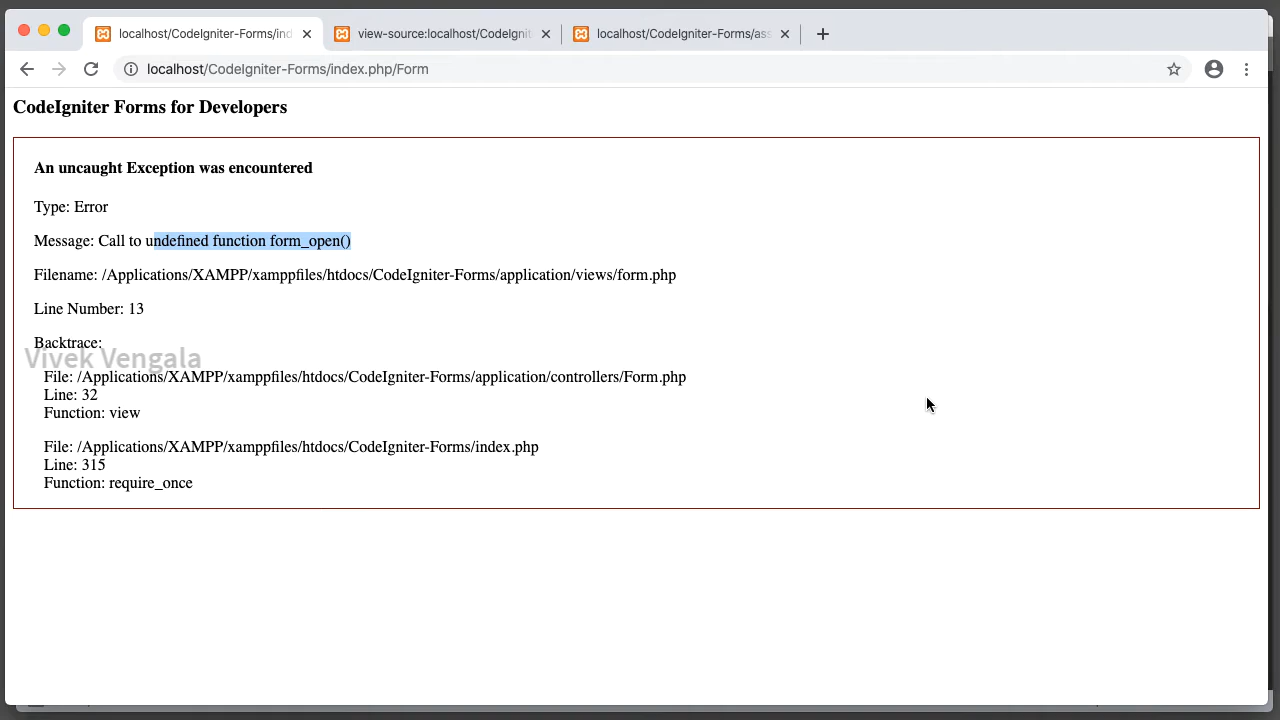 localhost/CodeIgniter-Forms/ind
view-source:localhost/CodeIgnit
localhost/CodeIgniter-Forms/ass
localhost/CodeIgniter-Forms/index.php/Form
CodeIgniter Forms for Developers
An uncaught Exception was encountered
Type: Error
Message: Call to undefined function form_open()
Filename: /Applications/XAMPP/xamppfiles/htdocs/CodeIgniter-Forms/application/views/form.php
Line Number: 13
Backtrace:
Vivek Vengala
File: /Applications/XAMPP/xamppfiles/htdocs/CodeIgniter-Forms/application/controllers/Form.php
Line: 32
Function: view
File: /Applications/XAMPP/xamppfiles/htdocs/CodeIgniter-Forms/index.php
Line: 315
Function: require_once